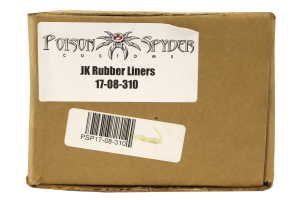 POISON SPYDER
CUSTOMS
JK Rubber Liners
17-08-310
PSP17-08-310